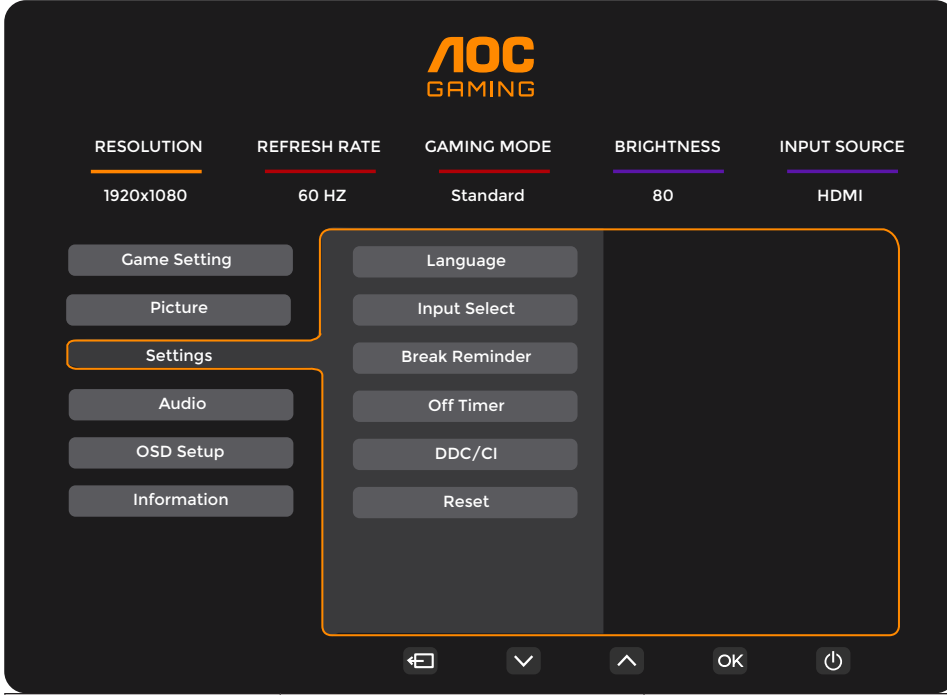 AOC
GAMING
RESOLUTION REFRESH RATE GAMING MODE BRIGHTNESS INPUT SOURCE
1920x1080 60 HZ Standard 80 HDMI
Game Setting
Picture
Settings
Audio
OSD Setup
Information
Language
Input Select
Break Reminder
Off Timer
DDC/CI
Reset
OK